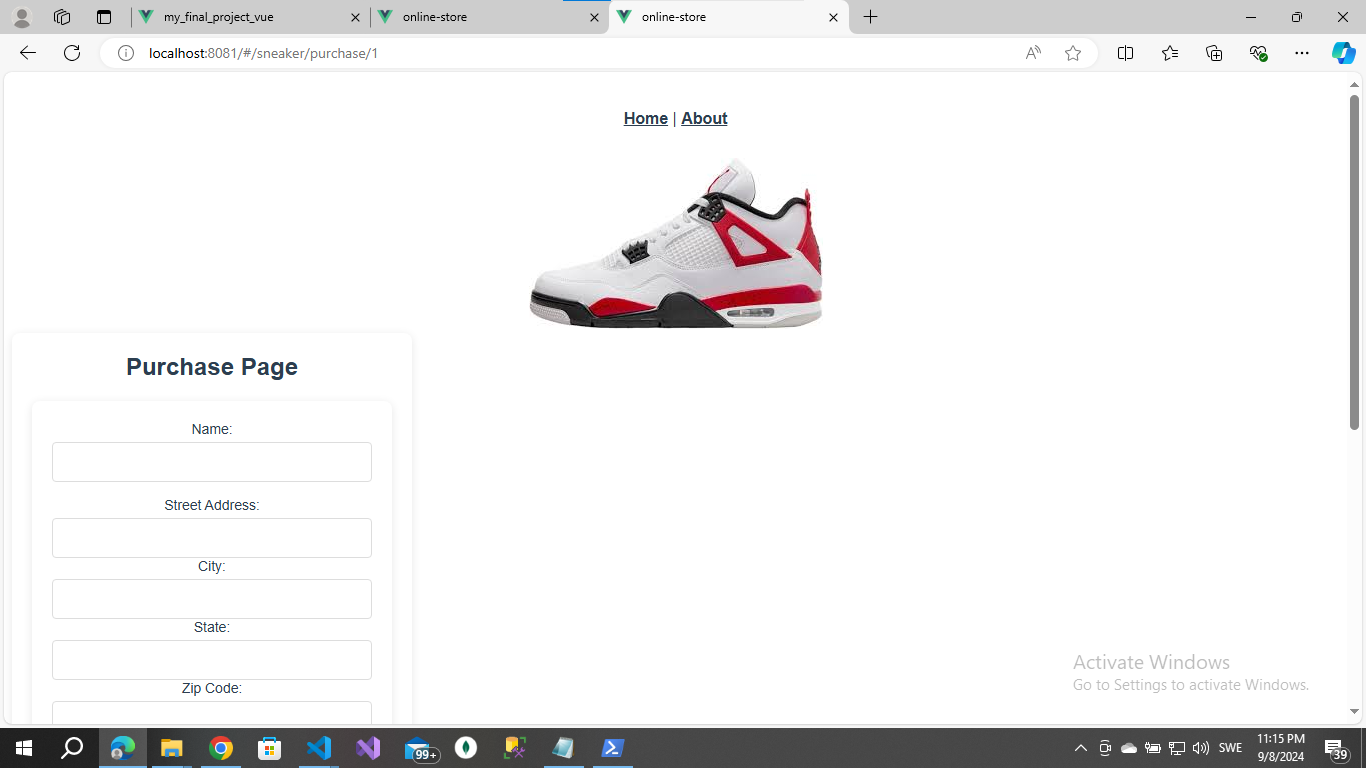 my_final_project_vue
online-store
online-store
localhost:8081/#/sneaker/purchase/1
Home | About
Purchase Page
Name:
Street Address:
City:
State:
Zip Code:
Activate Windows
Go to Settings to activate Windows.
99+
SWE
11:15 PM
9/8/2024
39